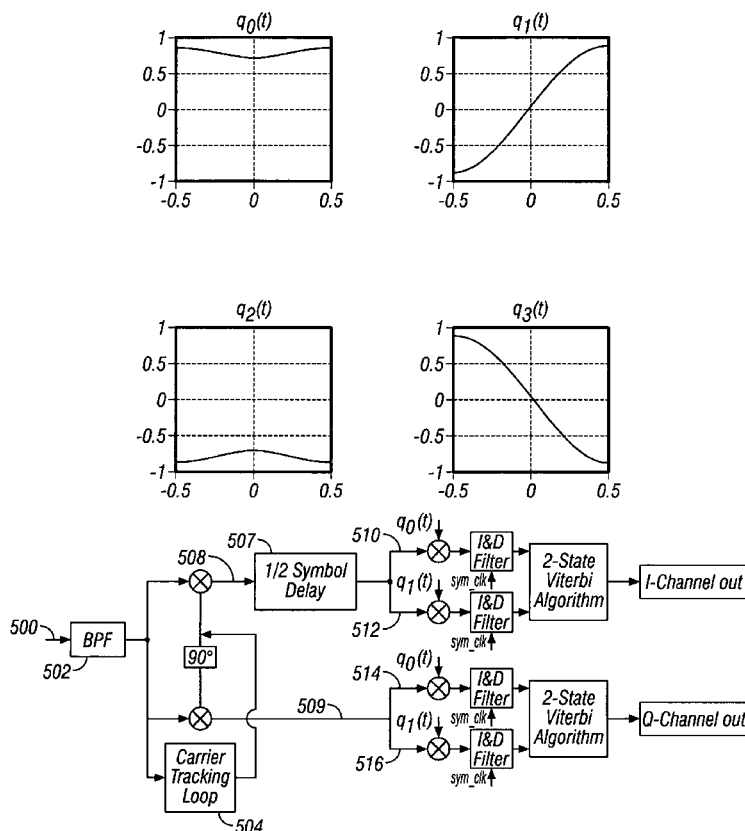 q0(t)
1
0.5
0
-0.5
-1
-0.5
0
0.5
q1(t)
1
0.5
0
-0.5
-1
-0.5
0
0.5
q2(t)
1
0.5
0
-0.5
-1
-0.5
0
0.5
q3(t)
1
0.5
0
-0.5
-1
-0.5
0
0.5
500
BPF
502
508
507
1/2 Symbol
Delay
90°
509
Carrier
Tracking
Loop
504
510
q0(t)
I&D
Filter
sym_clk
512
q1(t)
I&D
Filter
sym_clk
2-State
Viterbi
Algorithm
I-Channel out
514
q0(t)
I&D
Filter
sym_clk
516
q1(t)
I&D
Filter
sym_clk
2-State
Viterbi
Algorithm
Q-Channel out